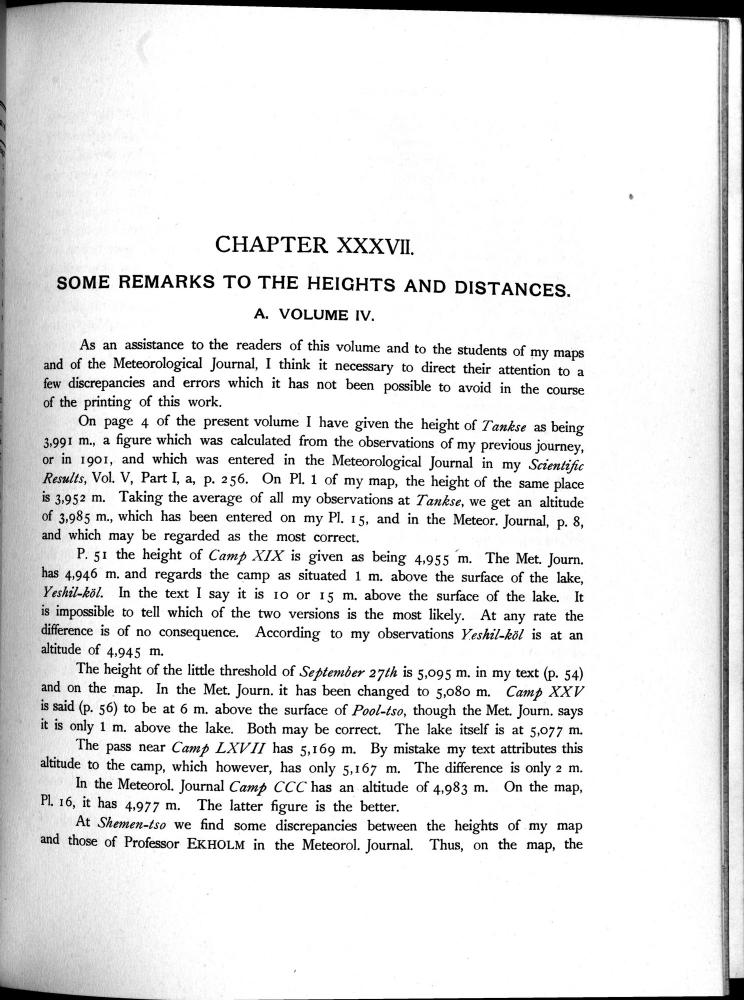 CHAPTER XXXVII.
SOME REMARKS TO THE HEIGHTS AND DISTANCES.
A. VOLUME IV.
As an assistance to the readers of this volume and to the students of my maps
and of the Meteorological Journal, I think it necessary to direct their attention to a
few discrepancies and errors which it has not been possible to avoid in the course
of the printing of this work.
On page 4 of the present volume I have given the height of Tankse as being
3,991 m., a figure which was calculated from the observations of my previous journey,
or in 1901, and which was entered in the Meteorological Journal in my Scientific
Results, Vol. V, Part I, a, p. 256. On Pl. 1 of my map, the height of the same place
is 3,952 m. Taking the average of all my observations at Tankse, we get an altitude
of 3,985 m., which has been entered on my Pl. 15, and in the Meteor. Journal, p. 8,
and which may be regarded as the most correct.
P. 51 the height of Camp XIX is given as being 4,955 m. The Met. Journ.
has 4,946 m. and regards the camp as situated 1 m. above the surface of the lake,
Yeshil-köl. In the text I say it is 10 or 15 m. above the surface of the lake. It
is impossible to tell which of the two versions is the most likely. At any rate the
difference is of no consequence. According to my observations Yeshil-köl is at an
altitude of 4,945 m.
The height of the little threshold of September 27th is 5,095 m. in my text (p. 54)
and on the map. In the Met. Journ. it has been changed to 5,080 m. Camp XXV
is said (p. 56) to be at 6 m. above the surface of Pool-tso, though the Met. Journ. says
it is only 1 m. above the lake. Both may be correct. The lake itself is at 5,077 m.
The pass near Camp LXVII has 5,169 m. By mistake my text attributes this
altitude to the camp, which however, has only 5,167 m. The difference is only 2 m.
In the Meteorol. Journal Camp CCC has an altitude of 4,983 m. On the map,
Pl. 16, it has 4,977 m. The latter figure is the better.
At Shemen-tso we find some discrepancies between the heights of my map
and those of Professor EKHOLM in the Meteorol. Journal. Thus, on the map, the